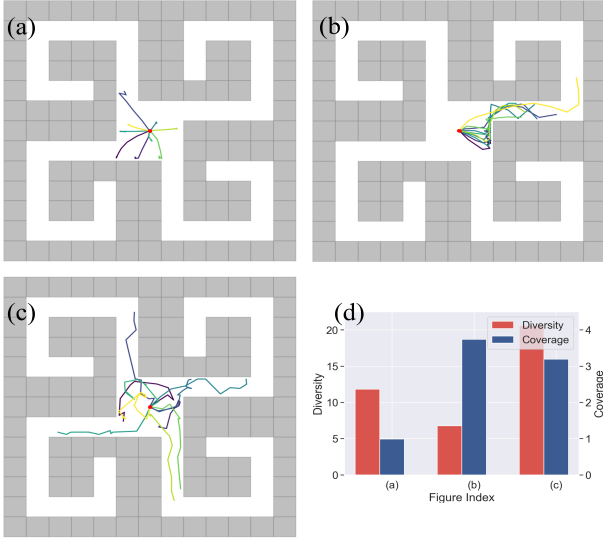 (a)
(b)
(c)
(d)
Diversity
Coverage
20
15
10
5
0
4
3
2
1
0
Diversity
Coverage
(a)
(b)
(c)
Figure Index